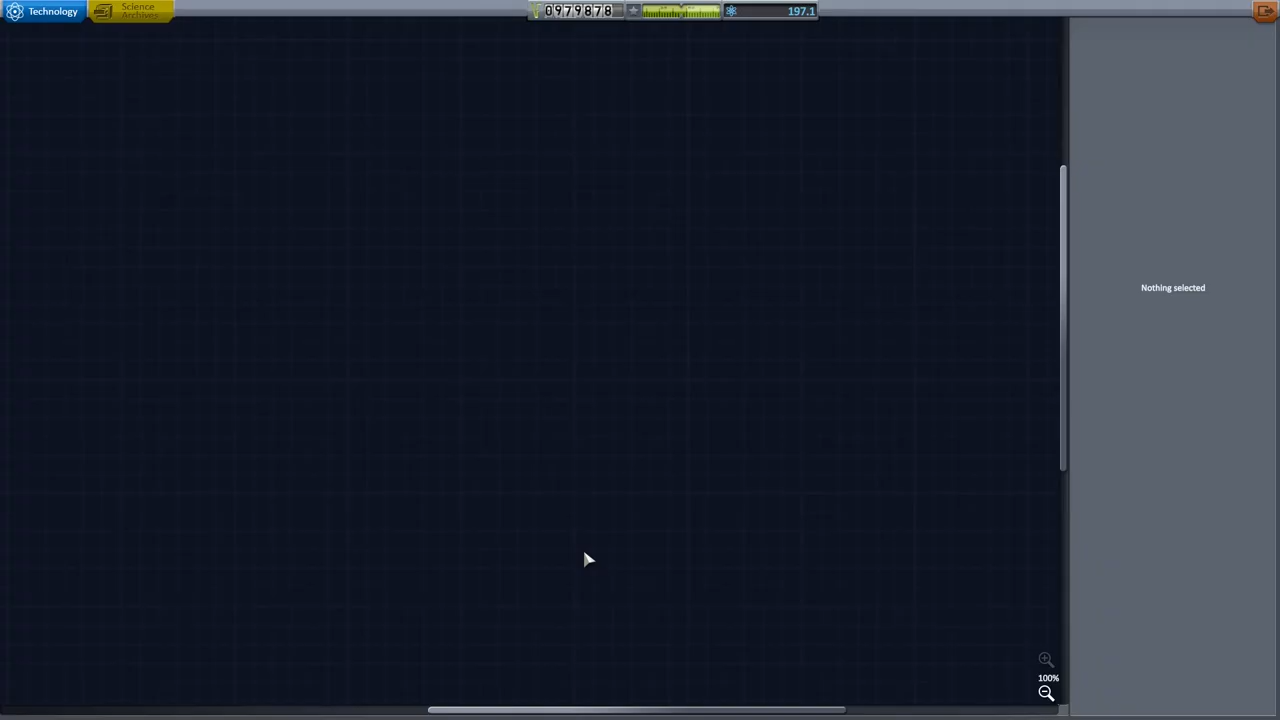 Technology
Science
Archives
0979878
197.1
Nothing selected
100%